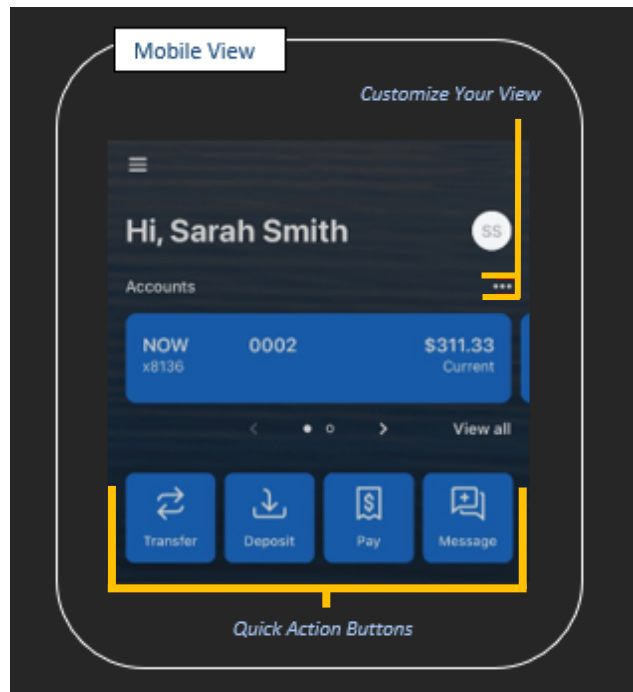 Mobile View
Customize Your View
Hi, Sarah Smith
SS
Accounts
NOW 0002 $311.33
x8136 Current
View all
Transfer Deposit Pay Message
Quick Action Buttons